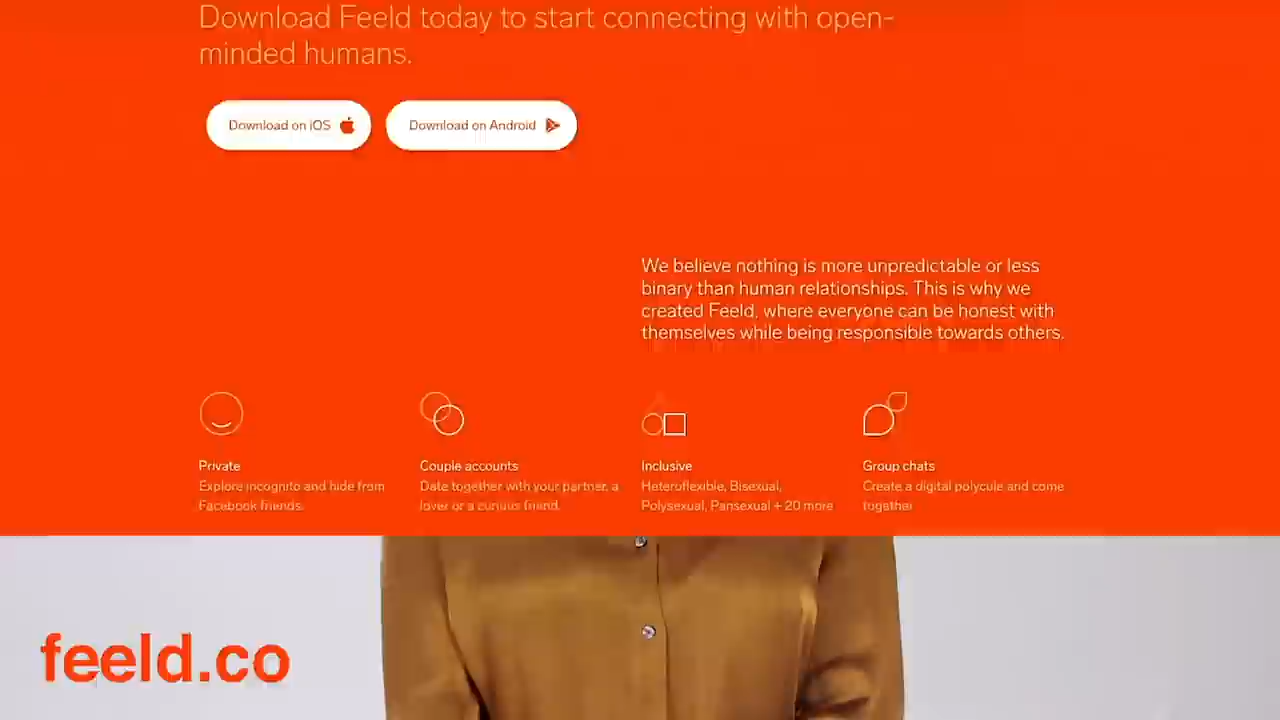 Download Feeld today to start connecting with open-
minded humans.
Download on iOS
Download on Android
We believe nothing is more unpredictable or less
binary than human relationships. This is why we
created Feeld, where everyone can be honest with
themselves while being responsible towards others.
Private
Explore incognito and hide from
Facebook friends.
Couple accounts
Date together with your partner, a
lover or a curious friend.
Inclusive
Heteroflexible, Bisexual,
Polysexual, Pansexual + 20 more
Group chats
Create a digital polycule and come
together
feeld.co